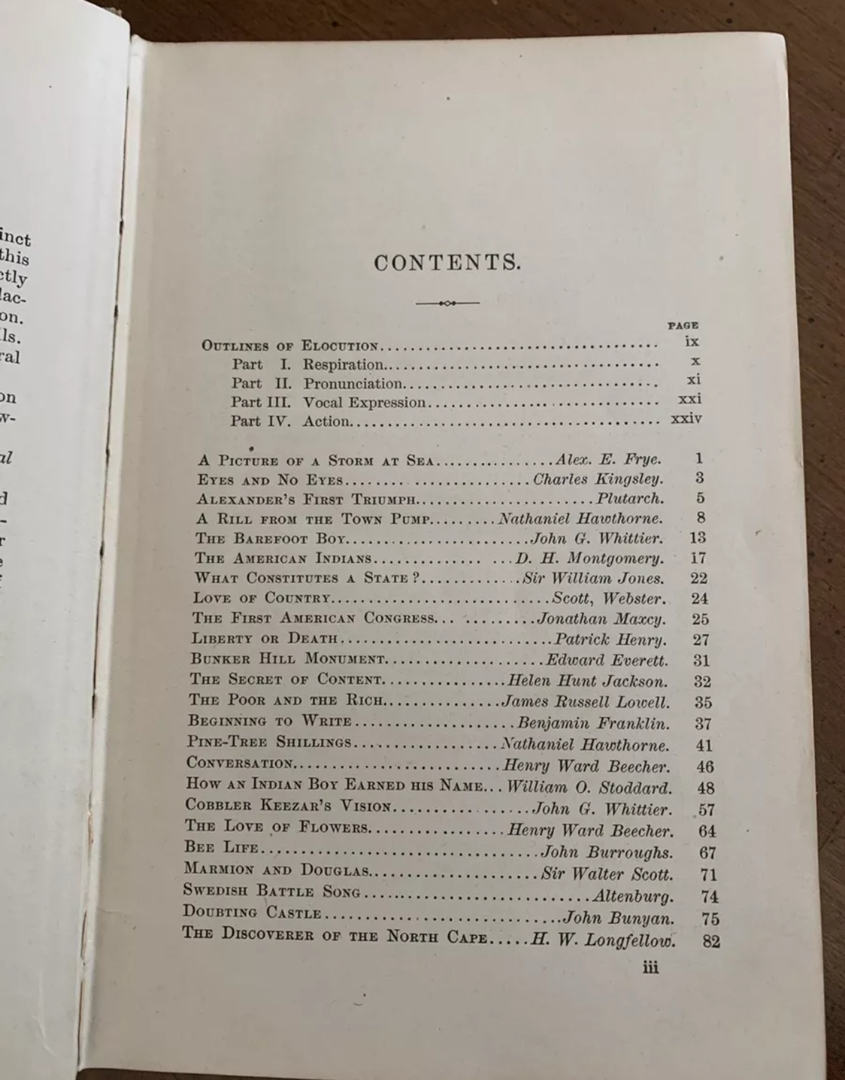 inct
this
ctly
lac-
on.
ls.
ral
on
w-
al
d
-
r
e
CONTENTS.
PAGE
OUTLINES OF ELOCUTION........................................ ix
Part I. Respiration........................................ x
Part II. Pronunciation........................................ xi
Part III. Vocal Expression........................................ xxi
Part IV. Action........................................ xxiv
A PICTURE OF A STORM AT SEA................Alex. E. Frye. 1
EYES AND NO EYES...........................Charles Kingsley. 3
ALEXANDER'S FIRST TRIUMPH..........................Plutarch. 5
A RILL FROM THE TOWN PUMP.........Nathaniel Hawthorne. 8
THE BAREFOOT BOY...........................John G. Whittier. 13
THE AMERICAN INDIANS.................D. H. Montgomery. 17
WHAT CONSTITUTES A STATE?.............Sir William Jones. 22
LOVE OF COUNTRY...............................Scott, Webster. 24
THE FIRST AMERICAN CONGRESS.............Jonathan Maxcy. 25
LIBERTY OR DEATH...............................Patrick Henry. 27
BUNKER HILL MONUMENT.......................Edward Everett. 31
THE SECRET OF CONTENT.................Helen Hunt Jackson. 32
THE POOR AND THE RICH.................James Russell Lowell. 35
BEGINNING TO WRITE.......................Benjamin Franklin. 37
PINE-TREE SHILLINGS.....................Nathaniel Hawthorne. 41
CONVERSATION..............................Henry Ward Beecher. 46
HOW AN INDIAN BOY EARNED HIS NAME...William O. Stoddard. 48
COBBLER KEEZAR'S VISION...................John G. Whittier. 57
THE LOVE OF FLOWERS...................Henry Ward Beecher. 64
BEE LIFE........................................John Burroughs. 67
MARMION AND DOUGLAS.......................Sir Walter Scott. 71
SWEDISH BATTLE SONG................................Altenburg. 74
DOUBTING CASTLE..................................John Bunyan. 75
THE DISCOVERER OF THE NORTH CAPE.....H. W. Longfellow. 82
iii